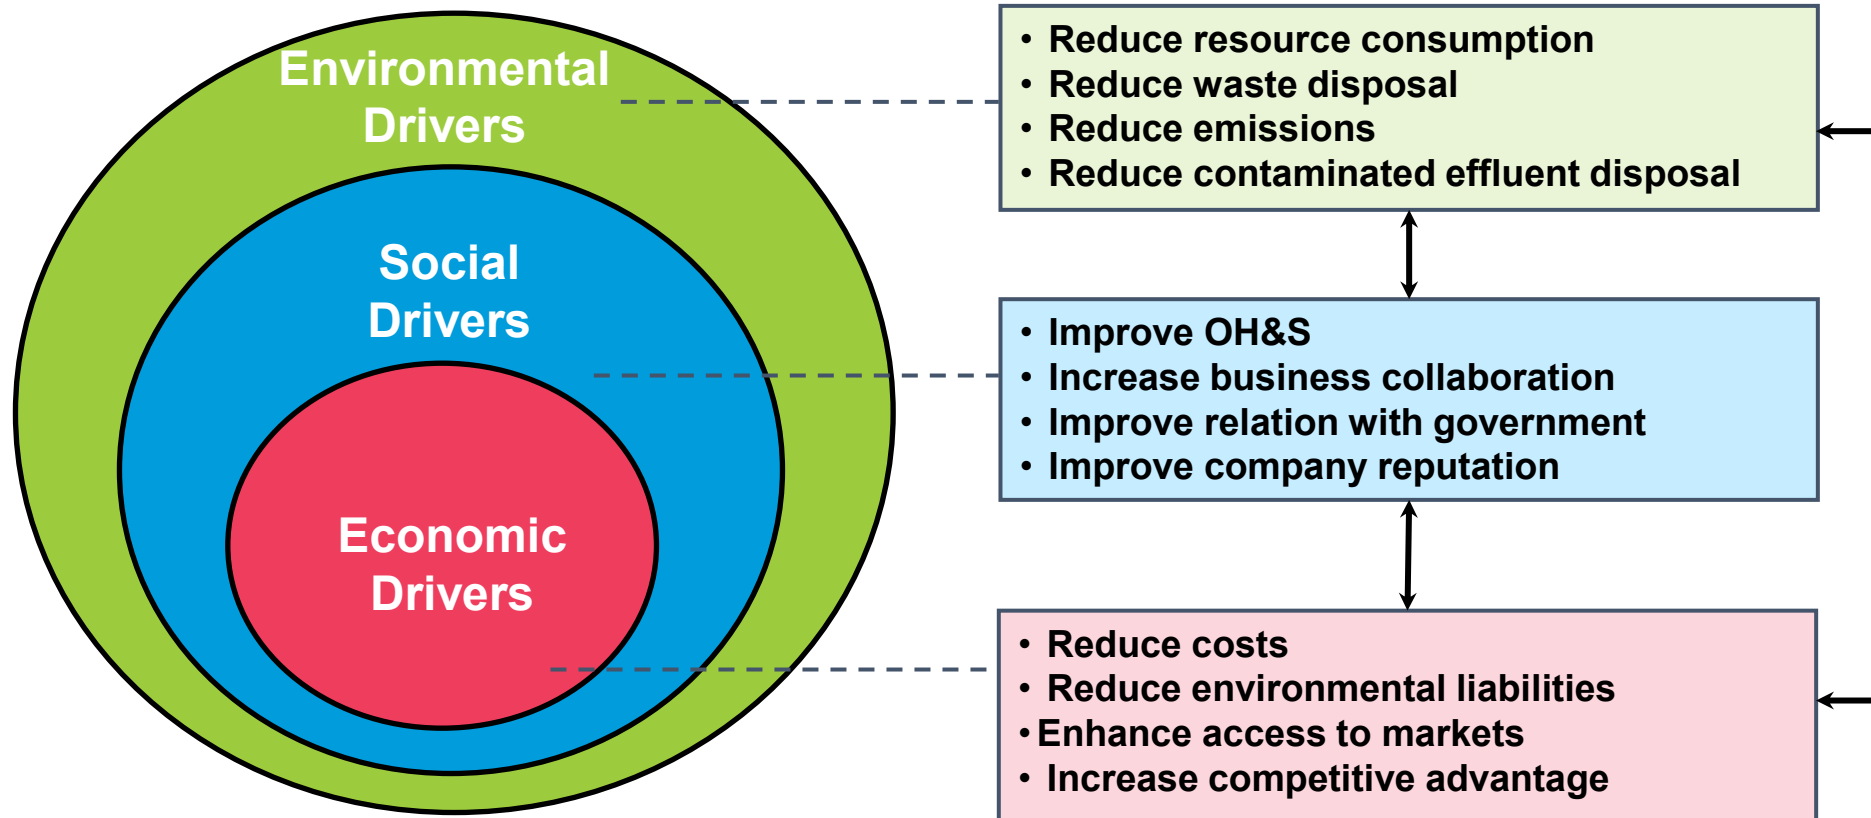 Environmental
Drivers
Social
Drivers
Economic
Drivers
• Reduce resource consumption
• Reduce waste disposal
• Reduce emissions
• Reduce contaminated effluent disposal
• Improve OH&S
• Increase business collaboration
• Improve relation with government
• Improve company reputation
• Reduce costs
• Reduce environmental liabilities
• Enhance access to markets
• Increase competitive advantage